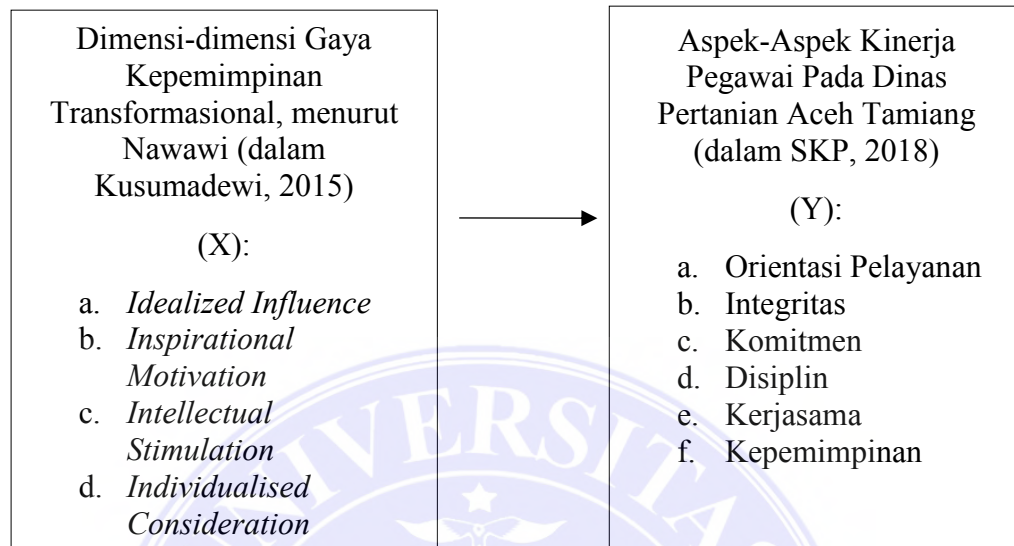 Dimensi-dimensi Gaya
Kepemimpinan
Transformasional, menurut
Nawawi (dalam
Kusumadewi, 2015)
(X):
a. Idealized Influence
b. Inspirational
Motivation
c. Intellectual
Stimulation
d. Individualised
Consideration
Aspek-Aspek Kinerja
Pegawai Pada Dinas
Pertanian Aceh Tamiang
(dalam SKP, 2018)
(Y):
a. Orientasi Pelayanan
b. Integritas
c. Komitmen
d. Disiplin
e. Kerjasama
f. Kepemimpinan
UNIVERSITA